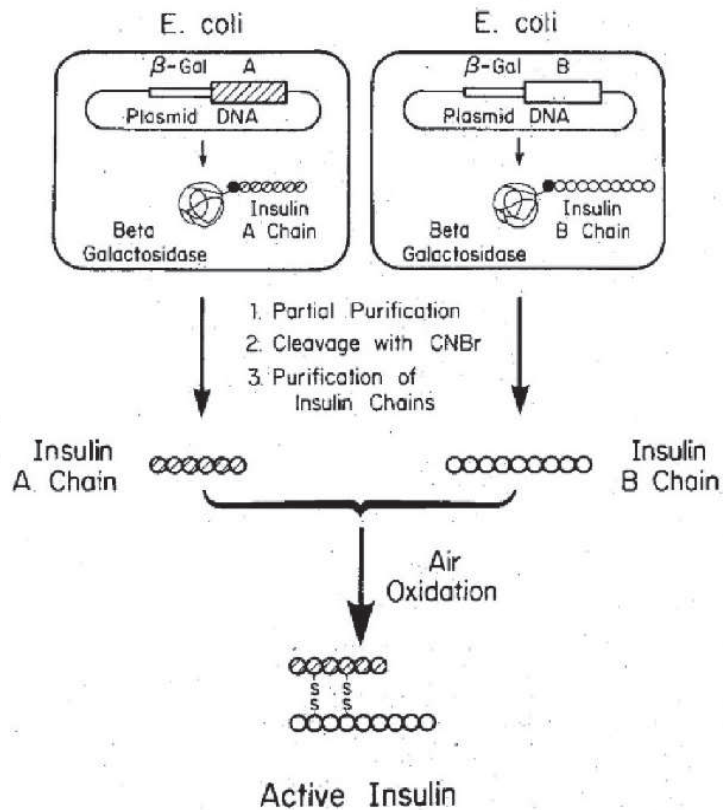 E. coli
β-Gal A
Plasmid DNA
Insulin
A Chain
Beta
Galactosidase
E. coli
β-Gal B
Plasmid DNA
Insulin
B Chain
Beta
Galactosidase
1. Partial Purification
2. Cleavage with CNBr
3. Purification of
Insulin Chains
Insulin
A Chain
Insulin
B Chain
Air
Oxidation
S S
S S
Active Insulin